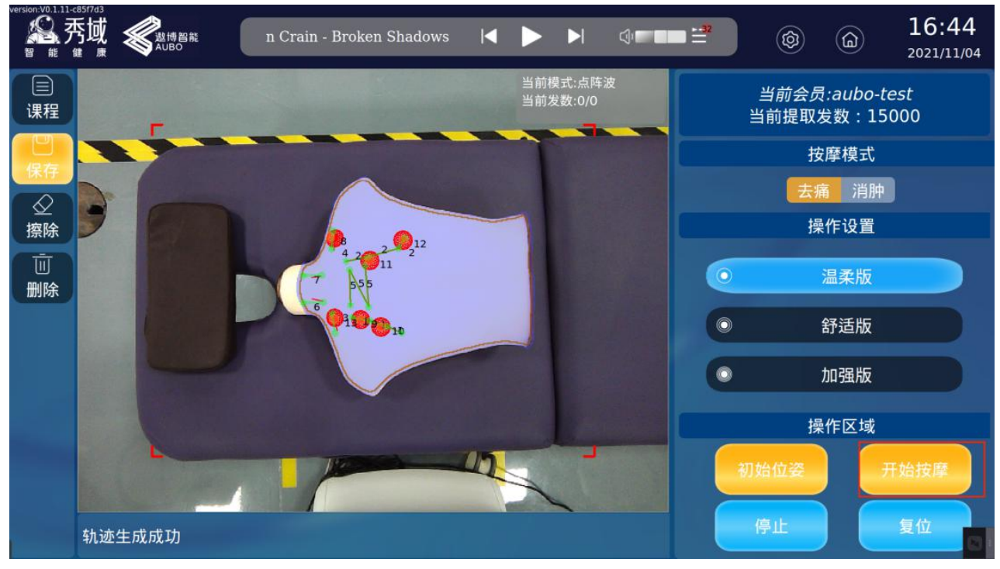 version:V0.1.11-c85f7d3
秀域
智 能 健 康
遨博智能
AUBO
n Crain - Broken Shadows
32
16:44
2021/11/04
课程
保存
擦除
删除
当前模式:点阵波
当前发数:0/0
8
12
4
2
2
2
11
7
5
5
5
6
3
13
1
9
10
轨迹生成成功
当前会员:aubo-test
当前提取发数：15000
按摩模式
去痛
消肿
操作设置
温柔版
舒适版
加强版
操作区域
初始位姿
开始按摩
停止
复位